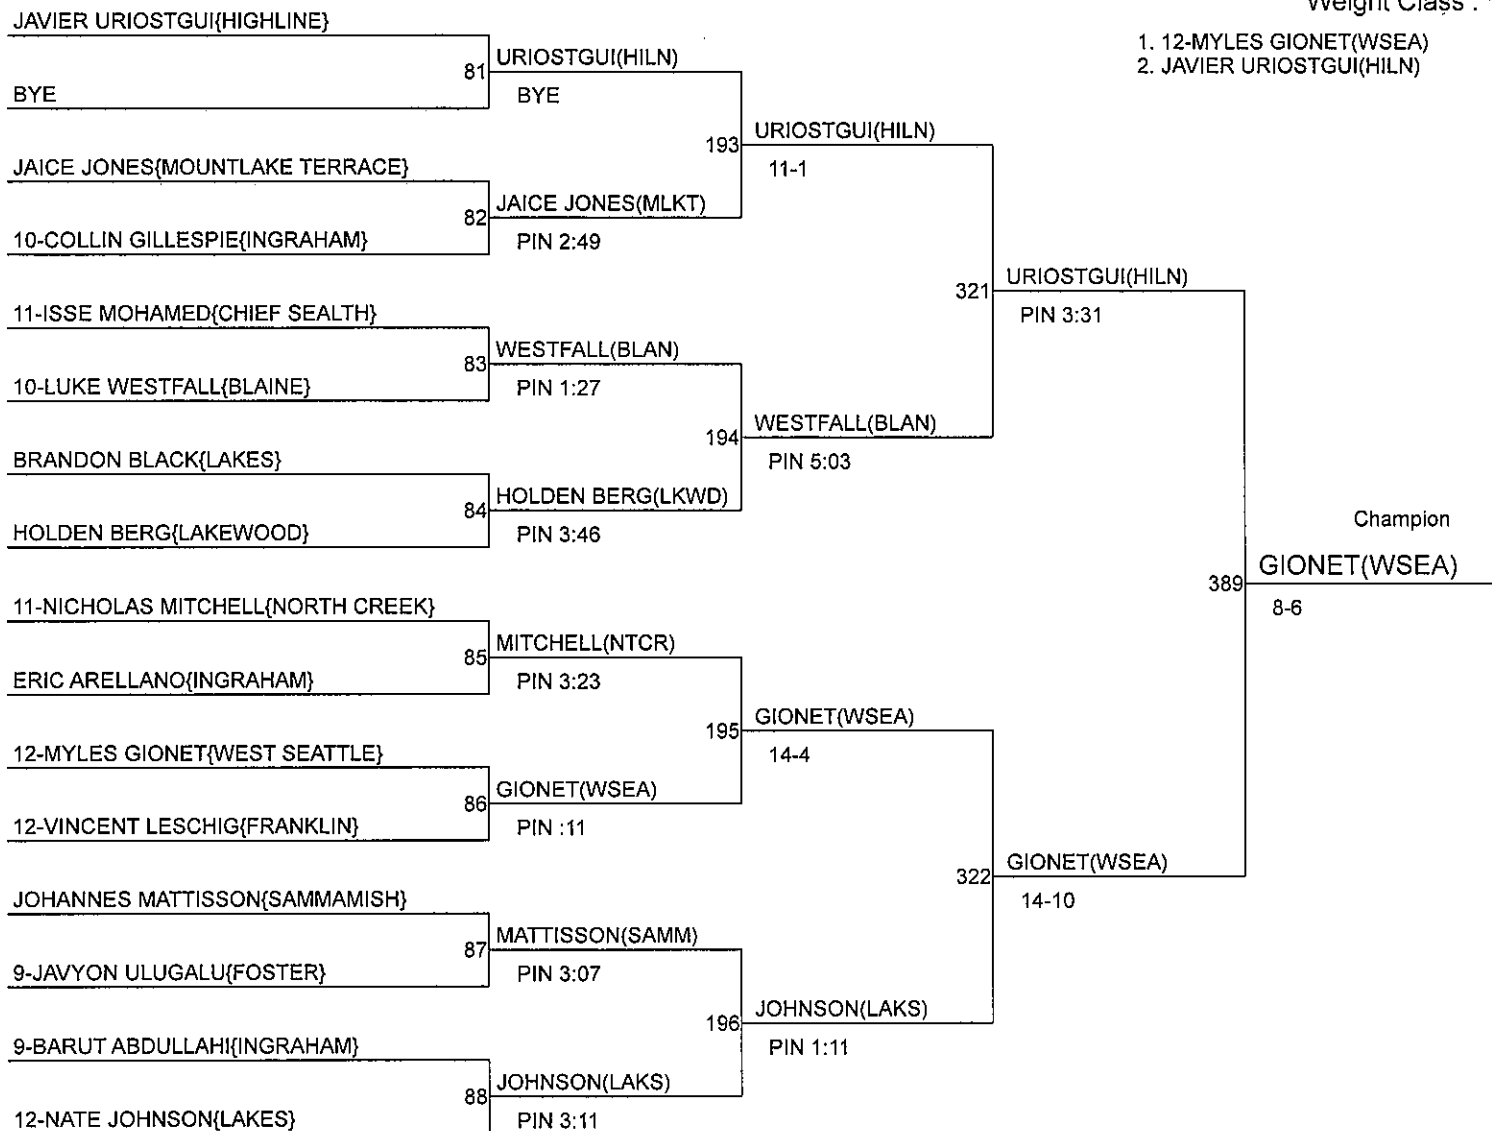 JAVIER URIOSTGUI{HIGHLINE}
Weight Class :
1. 12-MYLES GIONET(WSEA)
2. JAVIER URIOSTGUI(HILN)
81 URIOSTGUI(HILN)
BYE
BYE
193 URIOSTGUI(HILN)
11-1
JAICE JONES{MOUNTLAKE TERRACE}
82 JAICE JONES(MLKT)
10-COLLIN GILLESPIE{INGRAHAM}
PIN 2:49
321 URIOSTGUI(HILN)
PIN 3:31
11-ISSE MOHAMED{CHIEF SEALTH}
83 WESTFALL(BLAN)
10-LUKE WESTFALL{BLAINE}
PIN 1:27
194 WESTFALL(BLAN)
PIN 5:03
BRANDON BLACK{LAKES}
84 HOLDEN BERG(LKWD)
HOLDEN BERG{LAKEWOOD}
PIN 3:46
Champion
389 GIONET(WSEA)
8-6
11-NICHOLAS MITCHELL{NORTH CREEK}
85 MITCHELL(NTCR)
ERIC ARELLANO{INGRAHAM}
PIN 3:23
195 GIONET(WSEA)
14-4
12-MYLES GIONET{WEST SEATTLE}
86 GIONET(WSEA)
12-VINCENT LESCHIG{FRANKLIN}
PIN :11
322 GIONET(WSEA)
14-10
JOHANNES MATTISSON{SAMMAMISH}
87 MATTISSON(SAMM)
9-JAVYON ULUGALU{FOSTER}
PIN 3:07
196 JOHNSON(LAKS)
PIN 1:11
9-BARUT ABDULLAHI{INGRAHAM}
88 JOHNSON(LAKS)
12-NATE JOHNSON{LAKES}
PIN 3:11